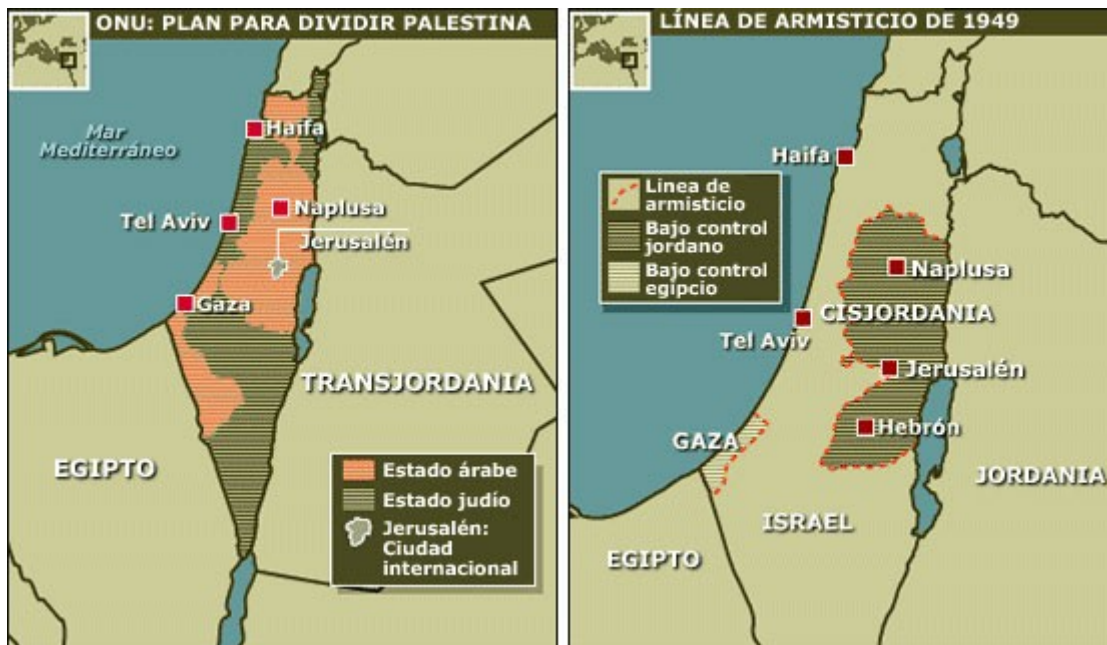 ONU: PLAN PARA DIVIDIR PALESTINA
Mar
Mediterráneo
Haifa
Tel Aviv
Naplusa
Jerusalén
Gaza
TRANSJORDANIA
EGIPTO
Estado árabe
Estado judío
Jerusalén:
Ciudad
internacional
LÍNEA DE ARMISTICIO DE 1949
Haifa
Linea de
armisticio
Bajo control
jordano
Bajo control
egipcio
Naplusa
CISJORDANIA
Tel Aviv
Jerusalén
GAZA
Hebrón
JORDANIA
ISRAEL
EGIPTO